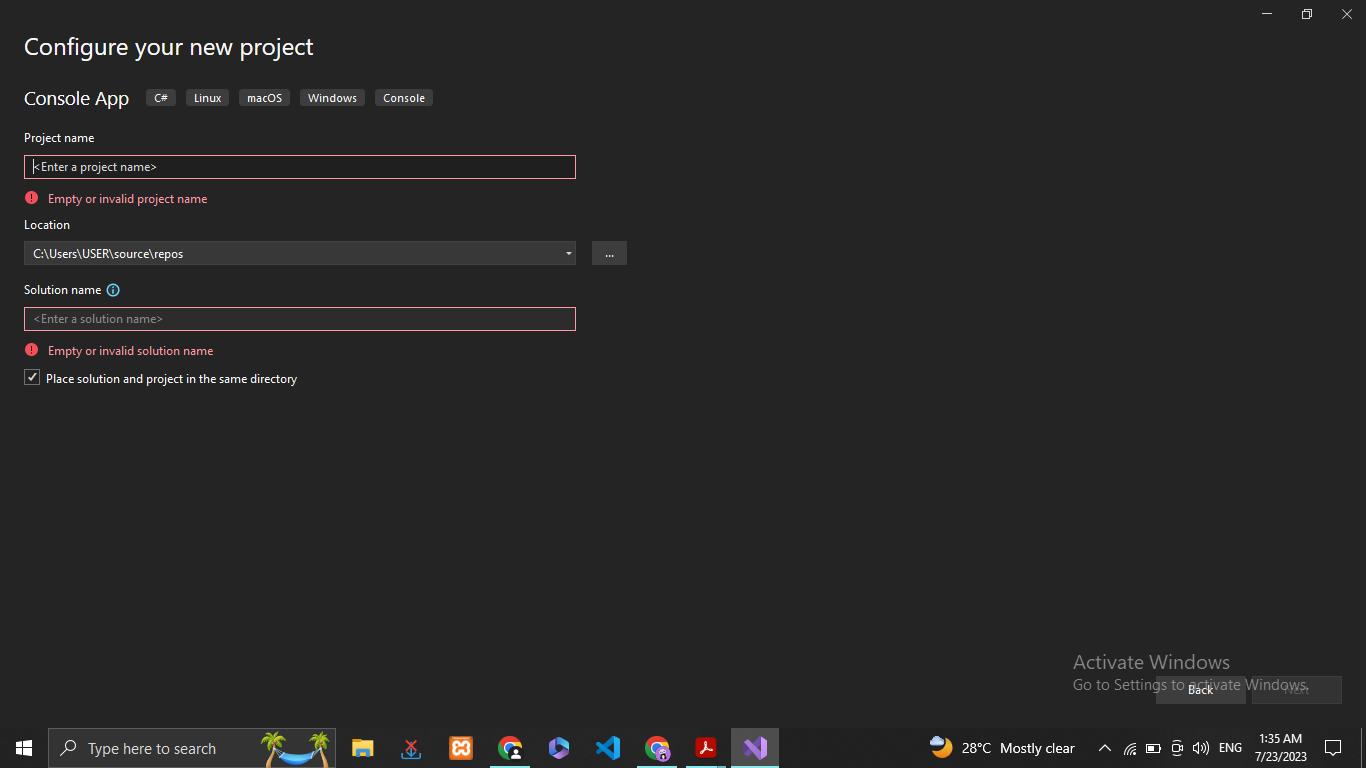 Configure your new project
Console App C# Linux macOS Windows Console
Project name
<Enter a project name>
Empty or invalid project name
Location
C:\Users\USER\source\repos
...
Solution name
<Enter a solution name>
Empty or invalid solution name
Place solution and project in the same directory
Activate Windows
Go to Settings to activate Windows.
Back Next
Type here to search
28°C Mostly clear
ENG
1:35 AM
7/23/2023